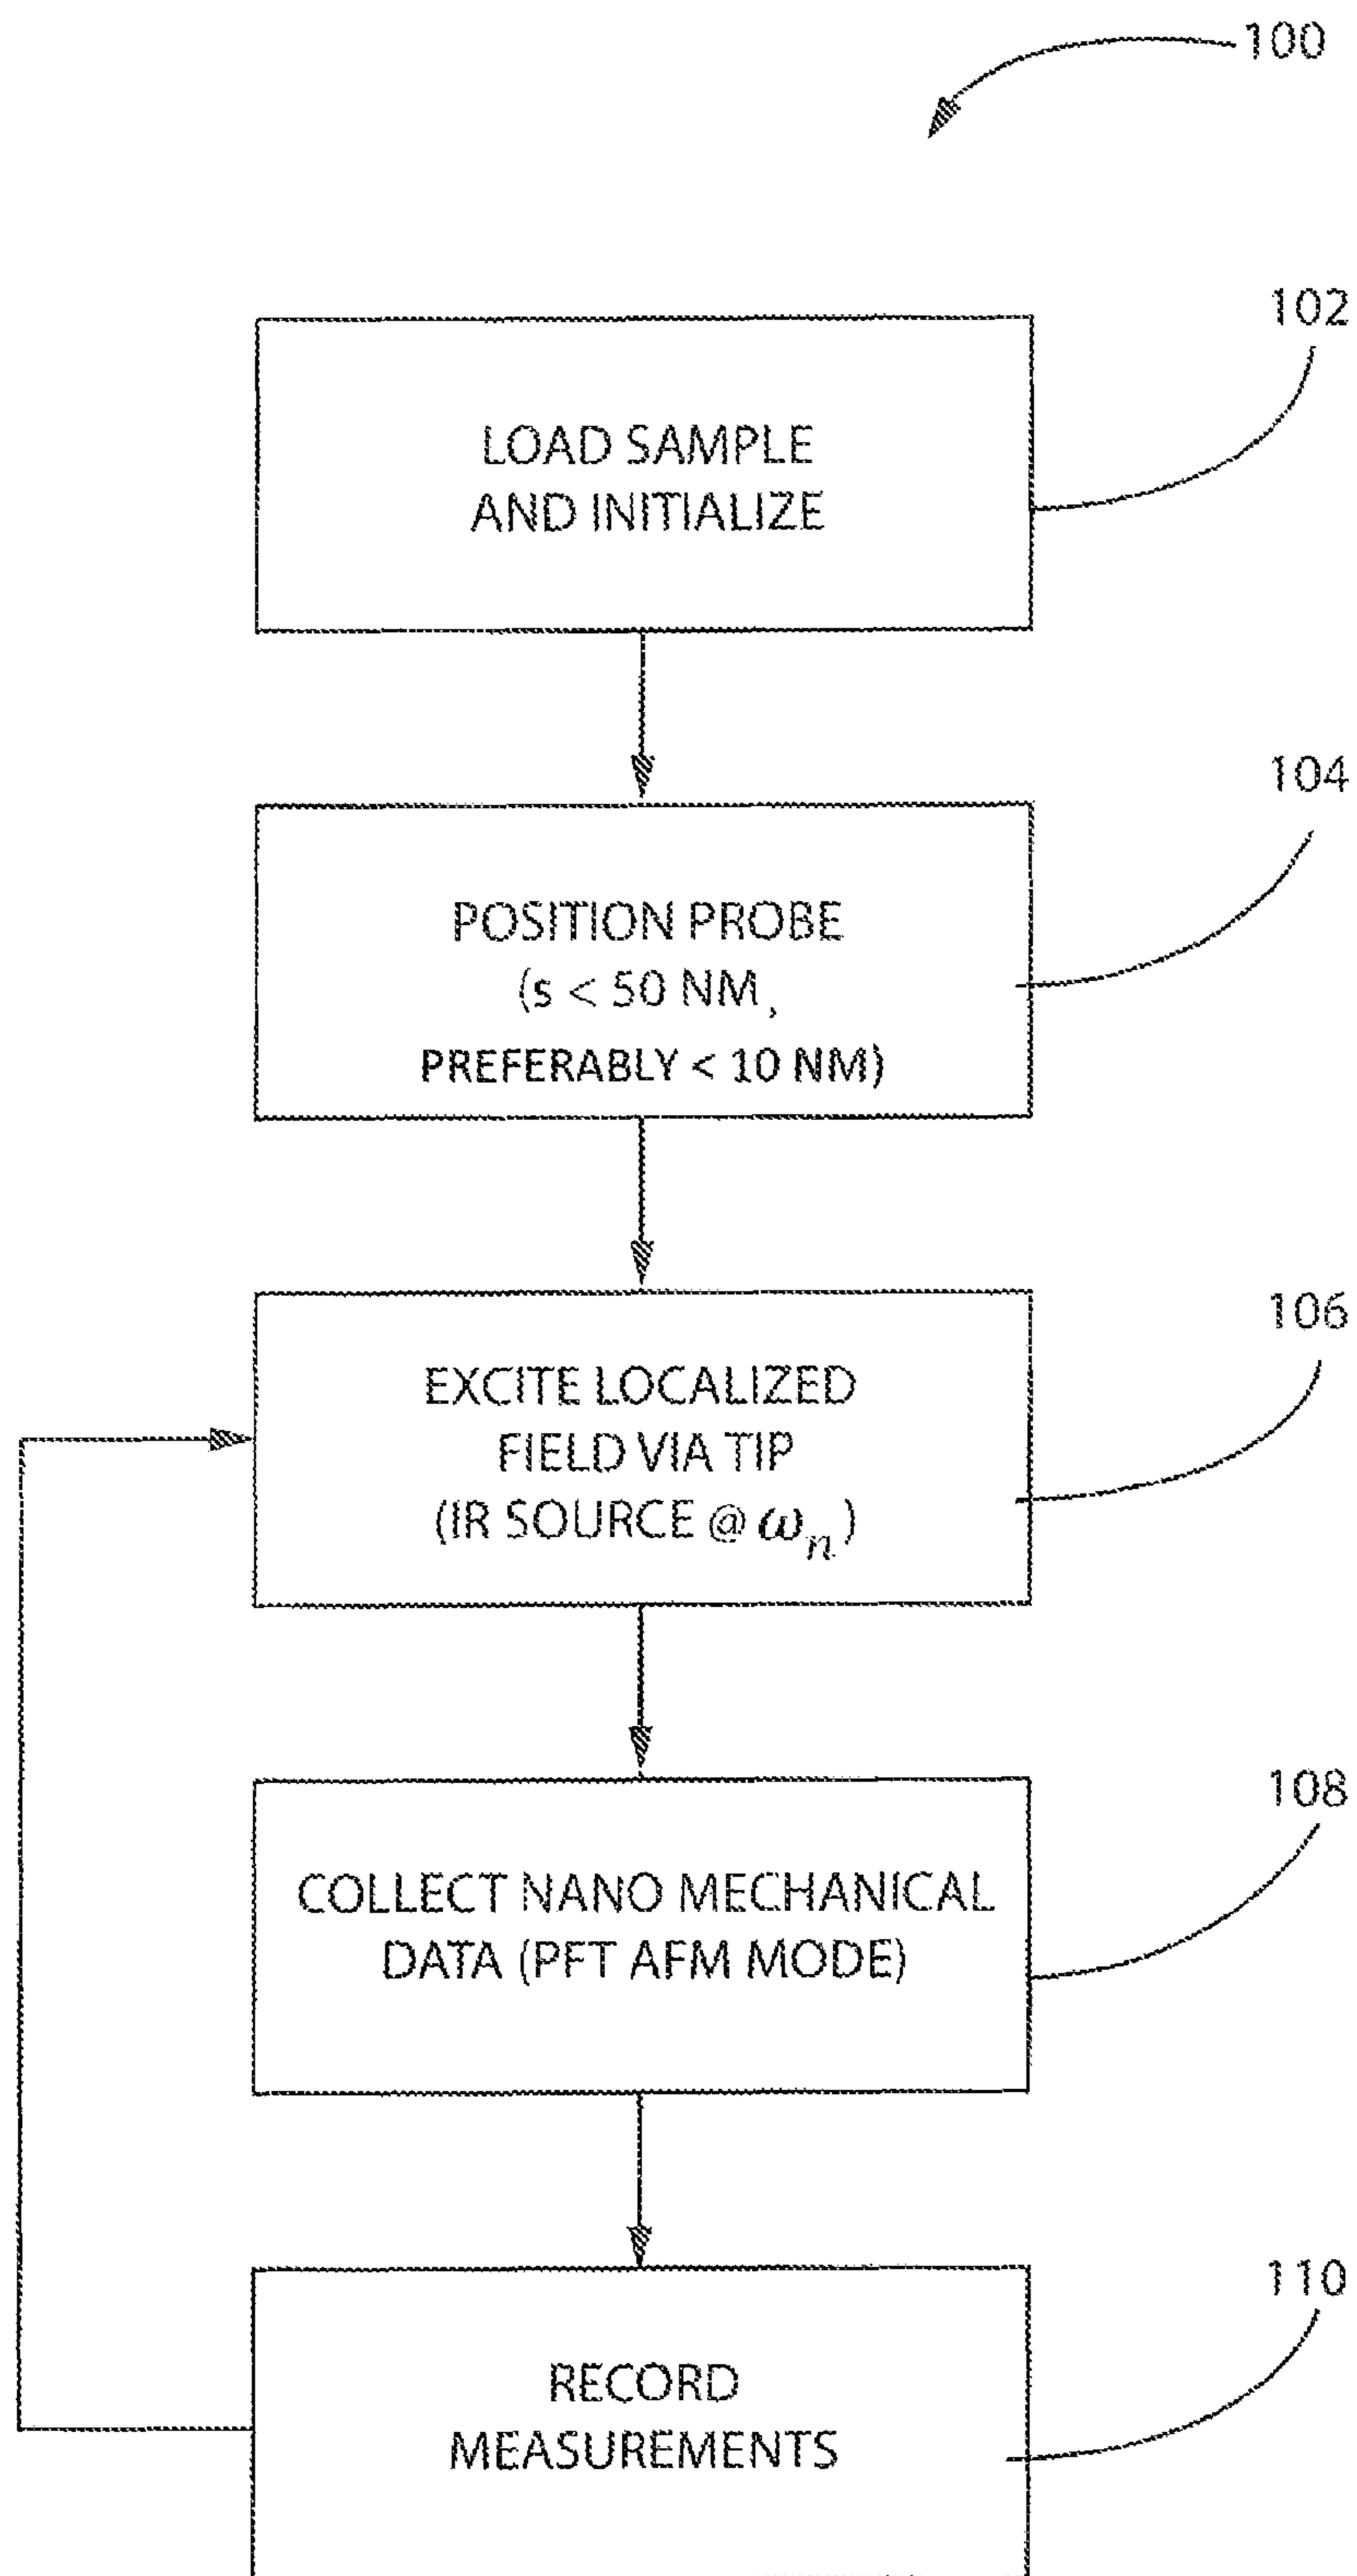 100
102
LOAD SAMPLE
AND INITIALIZE
104
POSITION PROBE
(s < 50 NM,
PREFERABLY < 10 NM)
106
EXCITE LOCALIZED
FIELD VIA TIP
(IR SOURCE @ ωₙ)
108
COLLECT NANO MECHANICAL
DATA (PFT AFM MODE)
110
RECORD
MEASUREMENTS